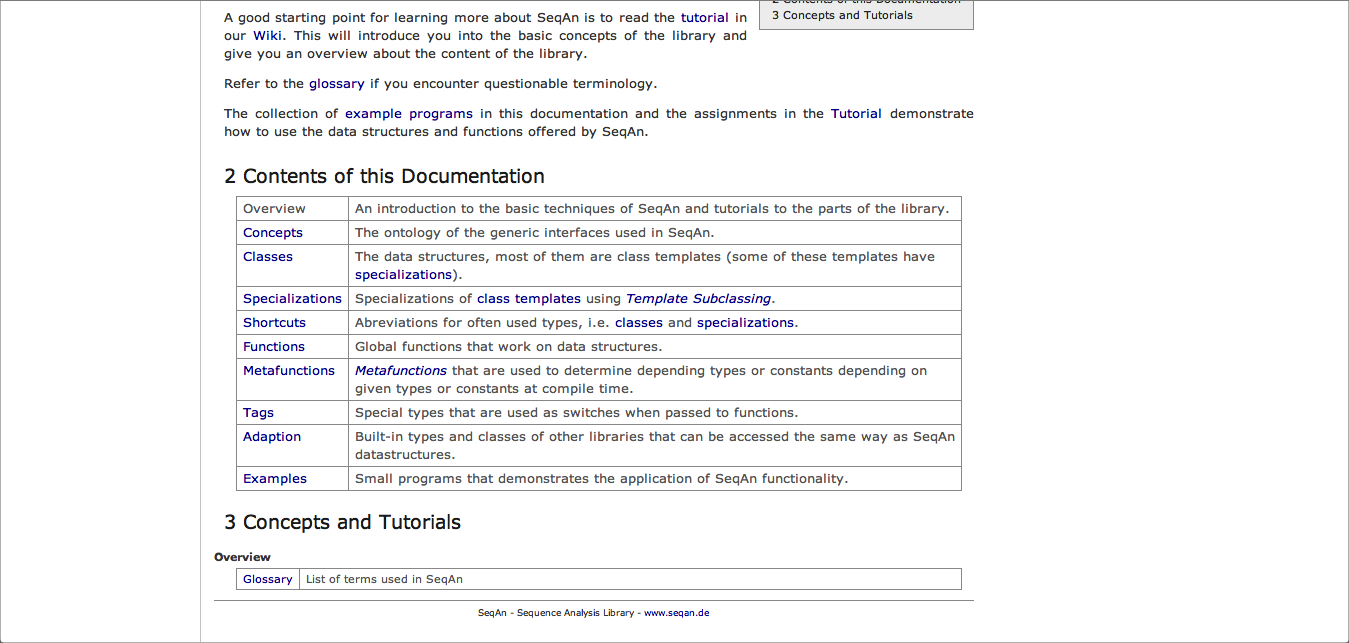 A good starting point for learning more about SeqAn is to read the tutorial in
our Wiki. This will introduce you into the basic concepts of the library and
give you an overview about the content of the library.
2 Contents of this Documentation
3 Concepts and Tutorials
Refer to the glossary if you encounter questionable terminology.
The collection of example programs in this documentation and the assignments in the Tutorial demonstrate
how to use the data structures and functions offered by SeqAn.
2 Contents of this Documentation
Overview An introduction to the basic techniques of SeqAn and tutorials to the parts of the library.
Concepts The ontology of the generic interfaces used in SeqAn.
Classes The data structures, most of them are class templates (some of these templates have
specializations).
Specializations Specializations of class templates using Template Subclassing.
Shortcuts Abreviations for often used types, i.e. classes and specializations.
Functions Global functions that work on data structures.
Metafunctions Metafunctions that are used to determine depending types or constants depending on
given types or constants at compile time.
Tags Special types that are used as switches when passed to functions.
Adaption Built-in types and classes of other libraries that can be accessed the same way as SeqAn
datastructures.
Examples Small programs that demonstrates the application of SeqAn functionality.
3 Concepts and Tutorials
Overview
Glossary List of terms used in SeqAn
SeqAn - Sequence Analysis Library - www.seqan.de